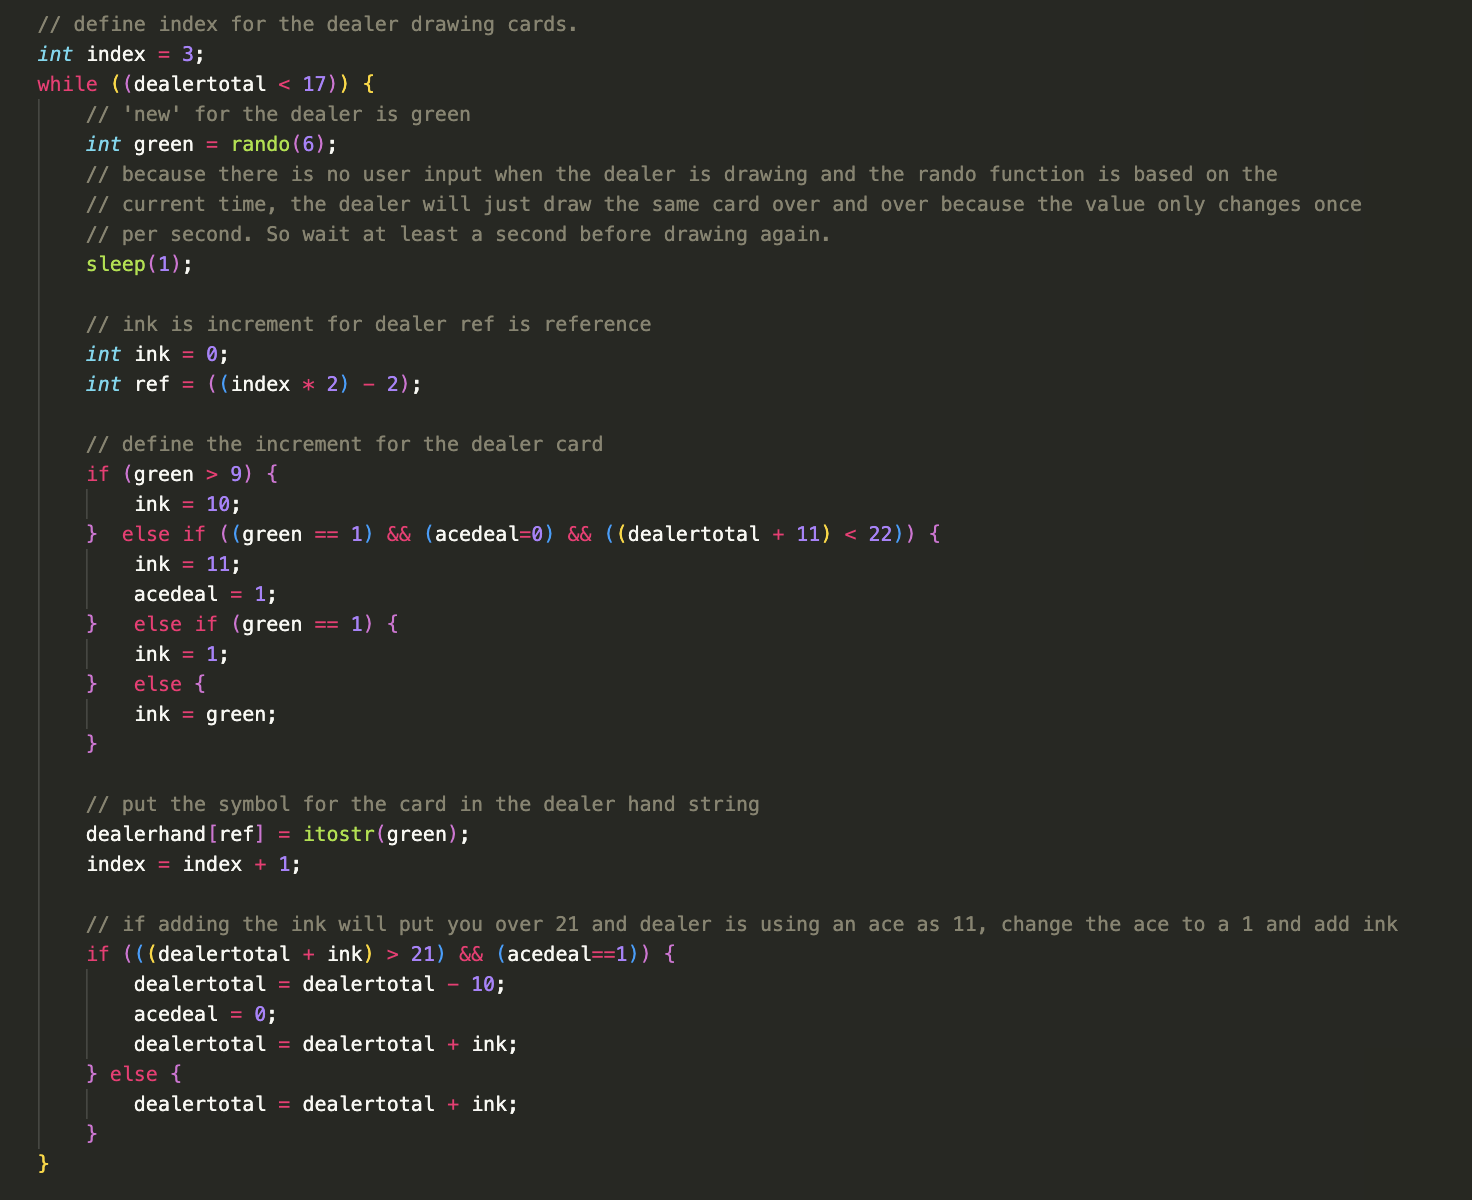 // define index for the dealer drawing cards.
int index = 3;
while ((dealertotal < 17)) {
    // 'new' for the dealer is green
    int green = rando(6);
    // because there is no user input when the dealer is drawing and the rando function is based on the
    // current time, the dealer will just draw the same card over and over because the value only changes once
    // per second. So wait at least a second before drawing again.
    sleep(1);

    // ink is increment for dealer ref is reference
    int ink = 0;
    int ref = ((index * 2) - 2);

    // define the increment for the dealer card
    if (green > 9) {
        ink = 10;
    }  else if ((green == 1) && (acedeal=0) && ((dealertotal + 11) < 22)) {
        ink = 11;
        acedeal = 1;
    }   else if (green == 1) {
        ink = 1;
    }   else {
        ink = green;
    }

    // put the symbol for the card in the dealer hand string
    dealerhand[ref] = itostr(green);
    index = index + 1;

    // if adding the ink will put you over 21 and dealer is using an ace as 11, change the ace to a 1 and add ink
    if (((dealertotal + ink) > 21) && (acedeal==1)) {
        dealertotal = dealertotal - 10;
        acedeal = 0;
        dealertotal = dealertotal + ink;
    } else {
        dealertotal = dealertotal + ink;
    }
}